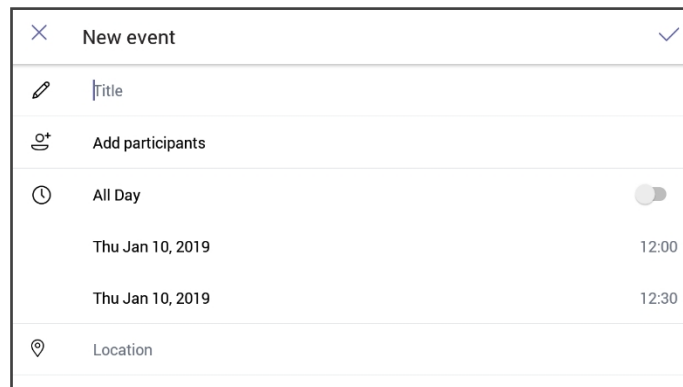 New event
Title
Add participants
All Day
Thu Jan 10, 2019 12:00
Thu Jan 10, 2019 12:30
Location